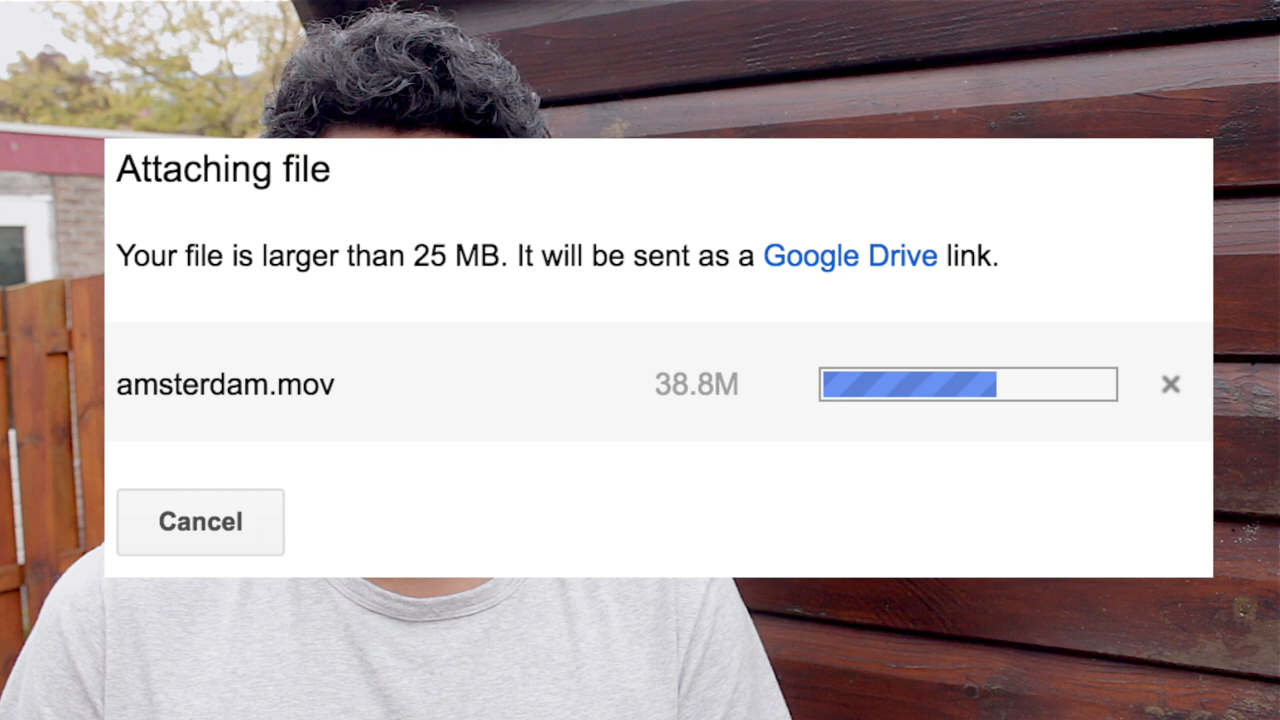 Attaching file
Your file is larger than 25 MB. It will be sent as a Google Drive link.
amsterdam.mov 38.8M
Cancel